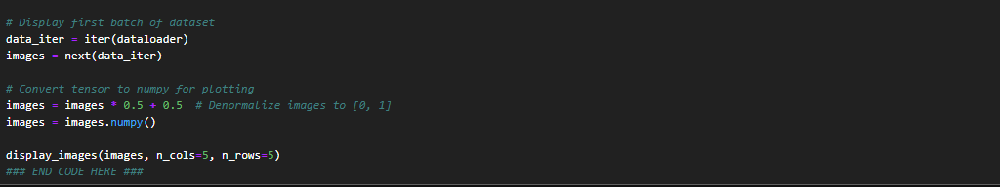 # Display first batch of dataset
data_iter = iter(dataloader)
images = next(data_iter)
# Convert tensor to numpy for plotting
images = images * 0.5 + 0.5  # Denormalize images to [0, 1]
images = images.numpy()
display_images(images, n_cols=5, n_rows=5)
### END CODE HERE ###